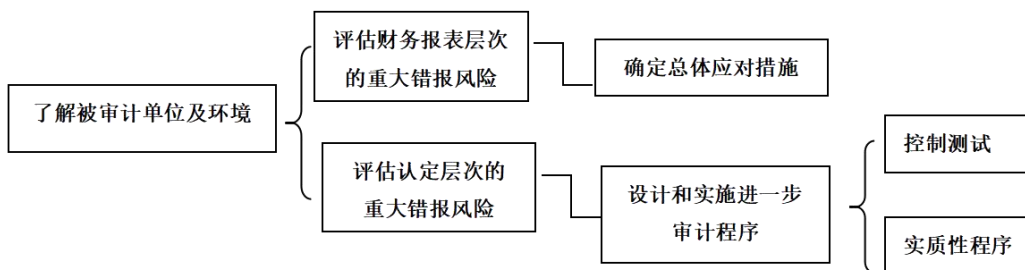 评估财务报表层次
的重大错报风险
确定总体应对措施
了解被审计单位及环境
控制测试
评估认定层次的
重大错报风险
设计和实施进一步
审计程序
实质性程序